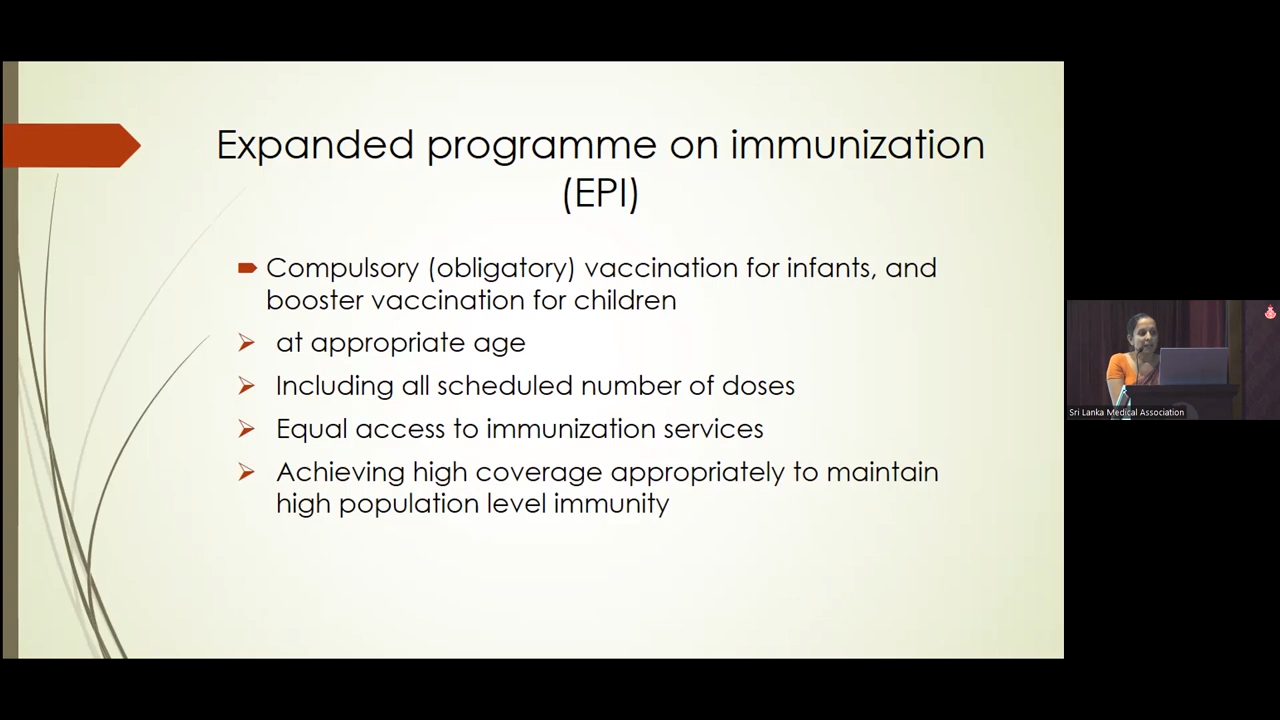 Expanded programme on immunization
(EPI)
Compulsory (obligatory) vaccination for infants, and
booster vaccination for children
at appropriate age
Including all scheduled number of doses
Equal access to immunization services
Achieving high coverage appropriately to maintain
high population level immunity
Sri Lanka Medical Association